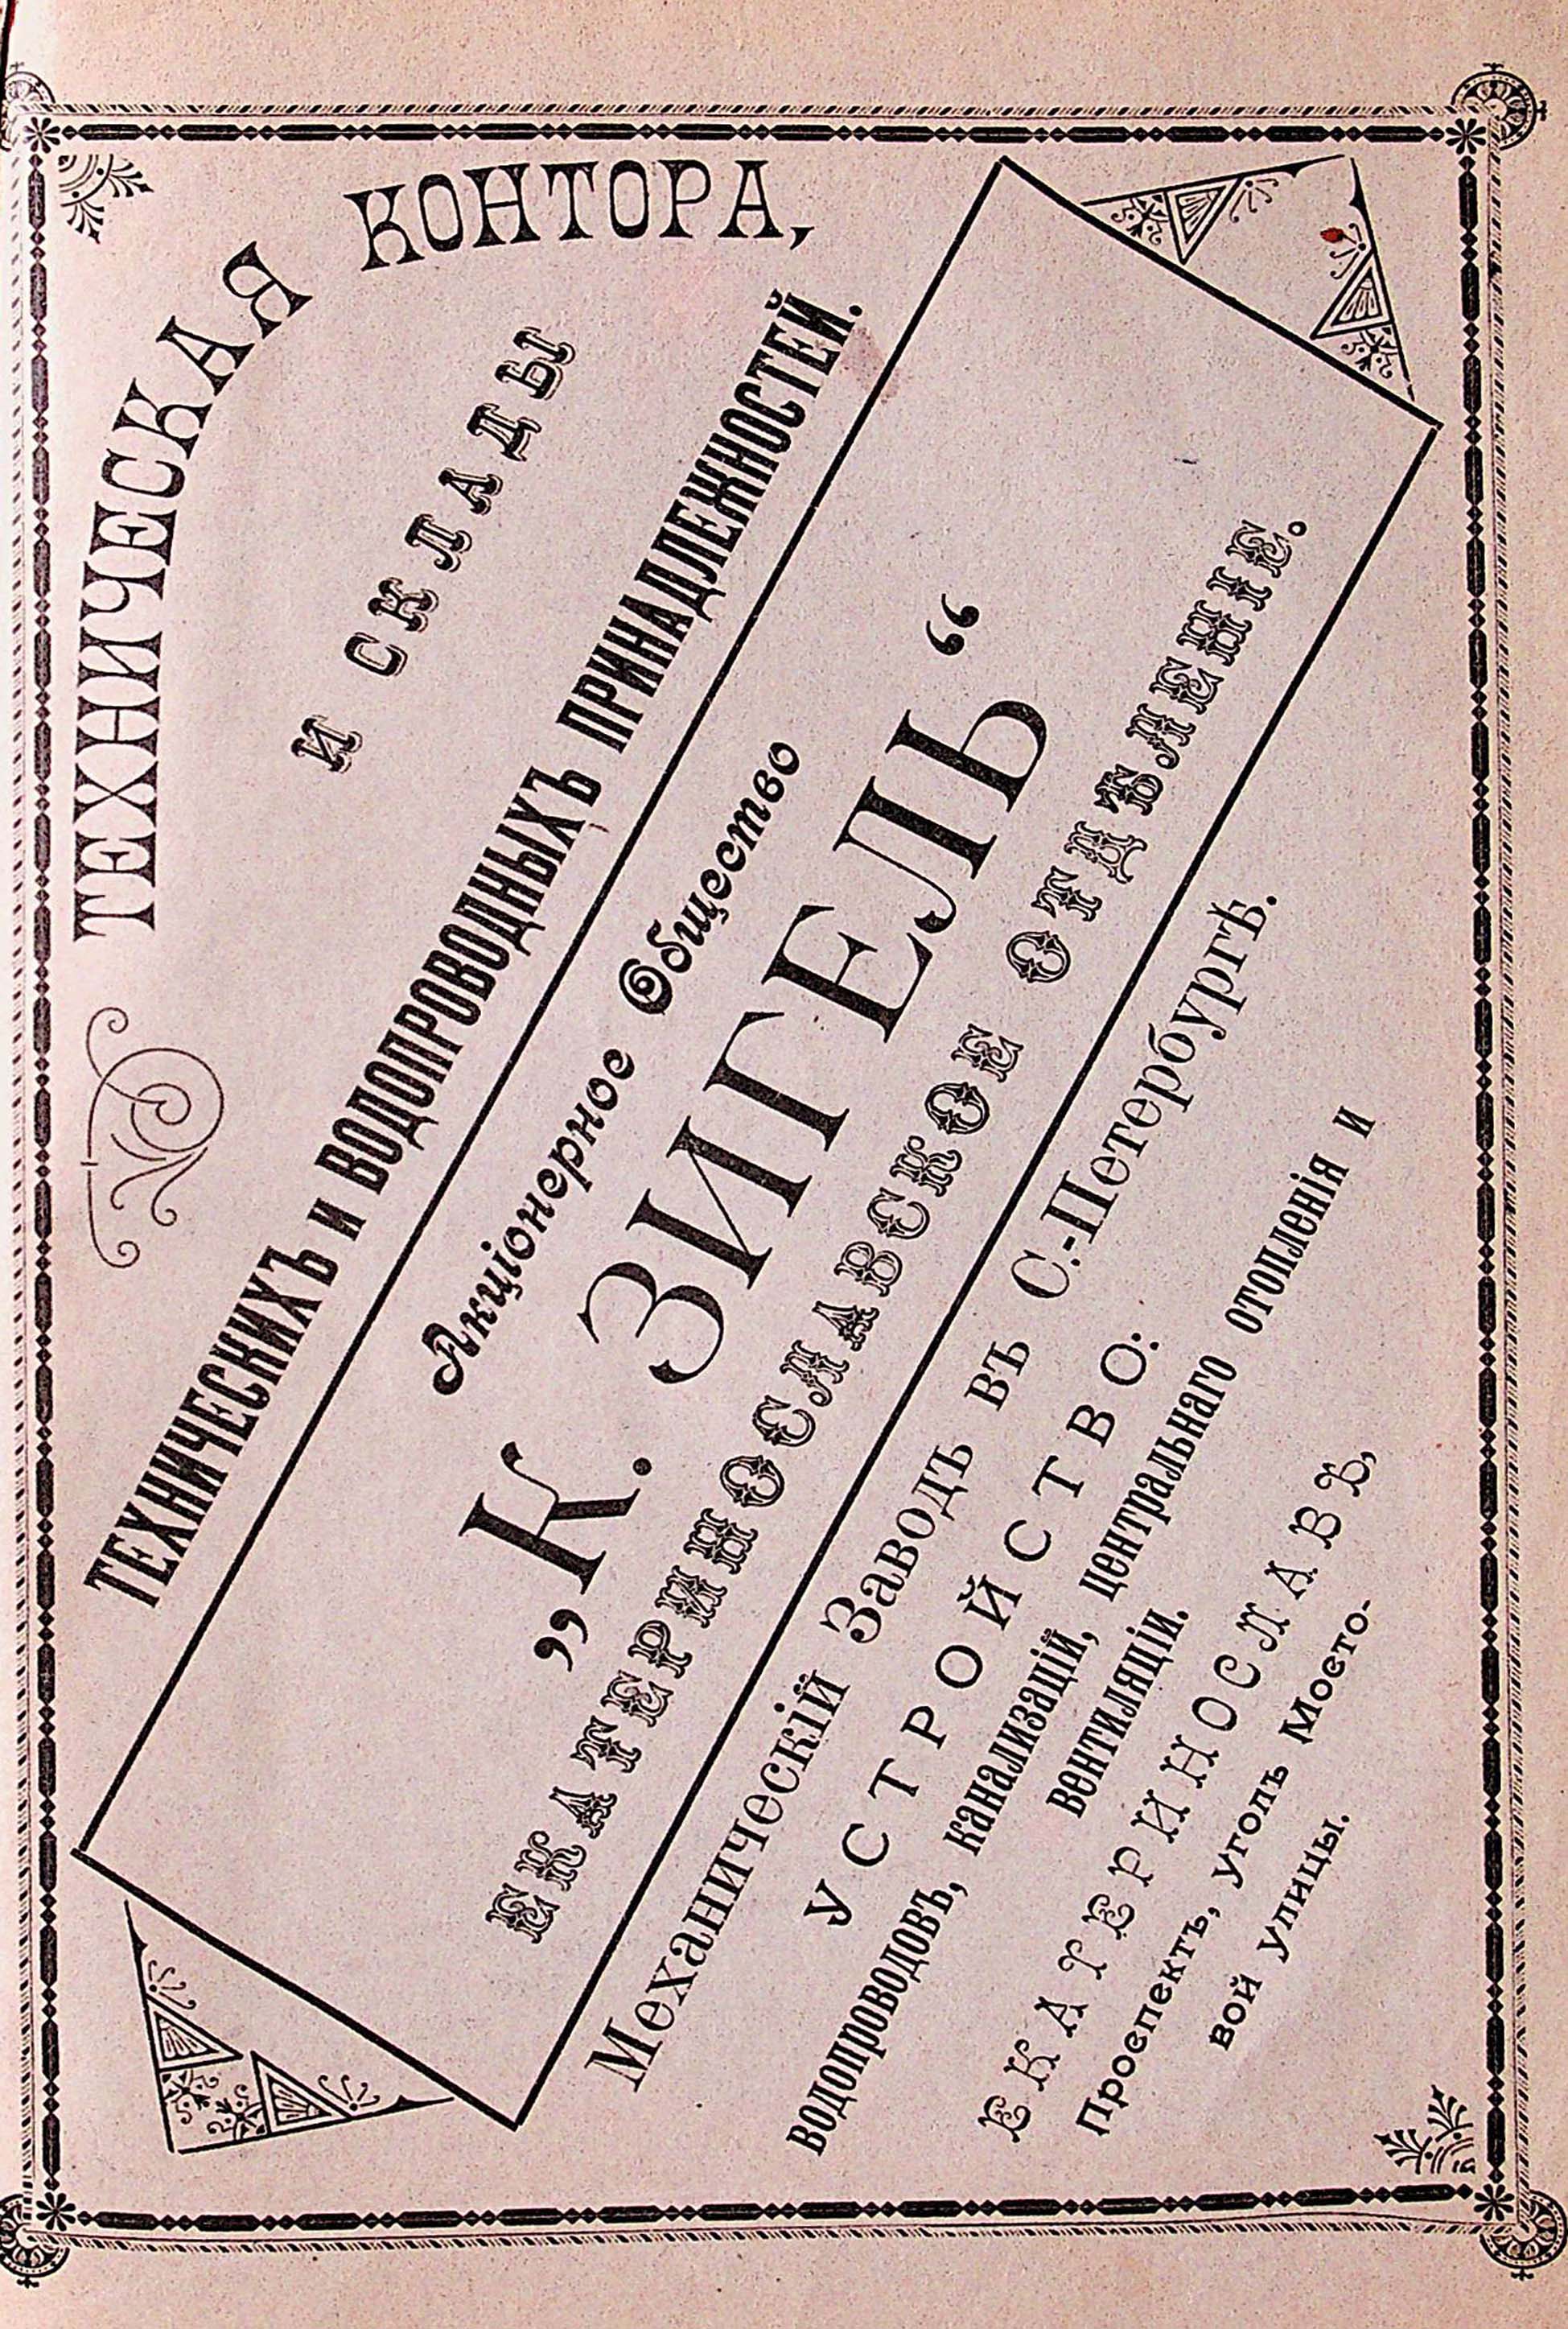 ТЕХНИЧЕСКАЯ КОНТОРА,
И СКЛАДЫ
ТЕХНИЧЕСКИХЪ И ВОДОПРОВОДНЫХЪ ПРИНАДЛЕЖНОСТЕЙ.
Акціонерное Общество
„К. ЗИГЕЛЬ“
ЕКАТЕРИНОСЛАВСКОЕ ОТДѢЛЕНІЕ.
Механическій Заводъ въ С.-Петербургѣ.
УСТРОЙСТВО:
водопроводовъ, канализацій, центральнаго отопленія и
вентиляціи.
ЕКАТЕРИНОСЛАВЪ,
Проспектъ, уголъ Мосто-
вой улицы.